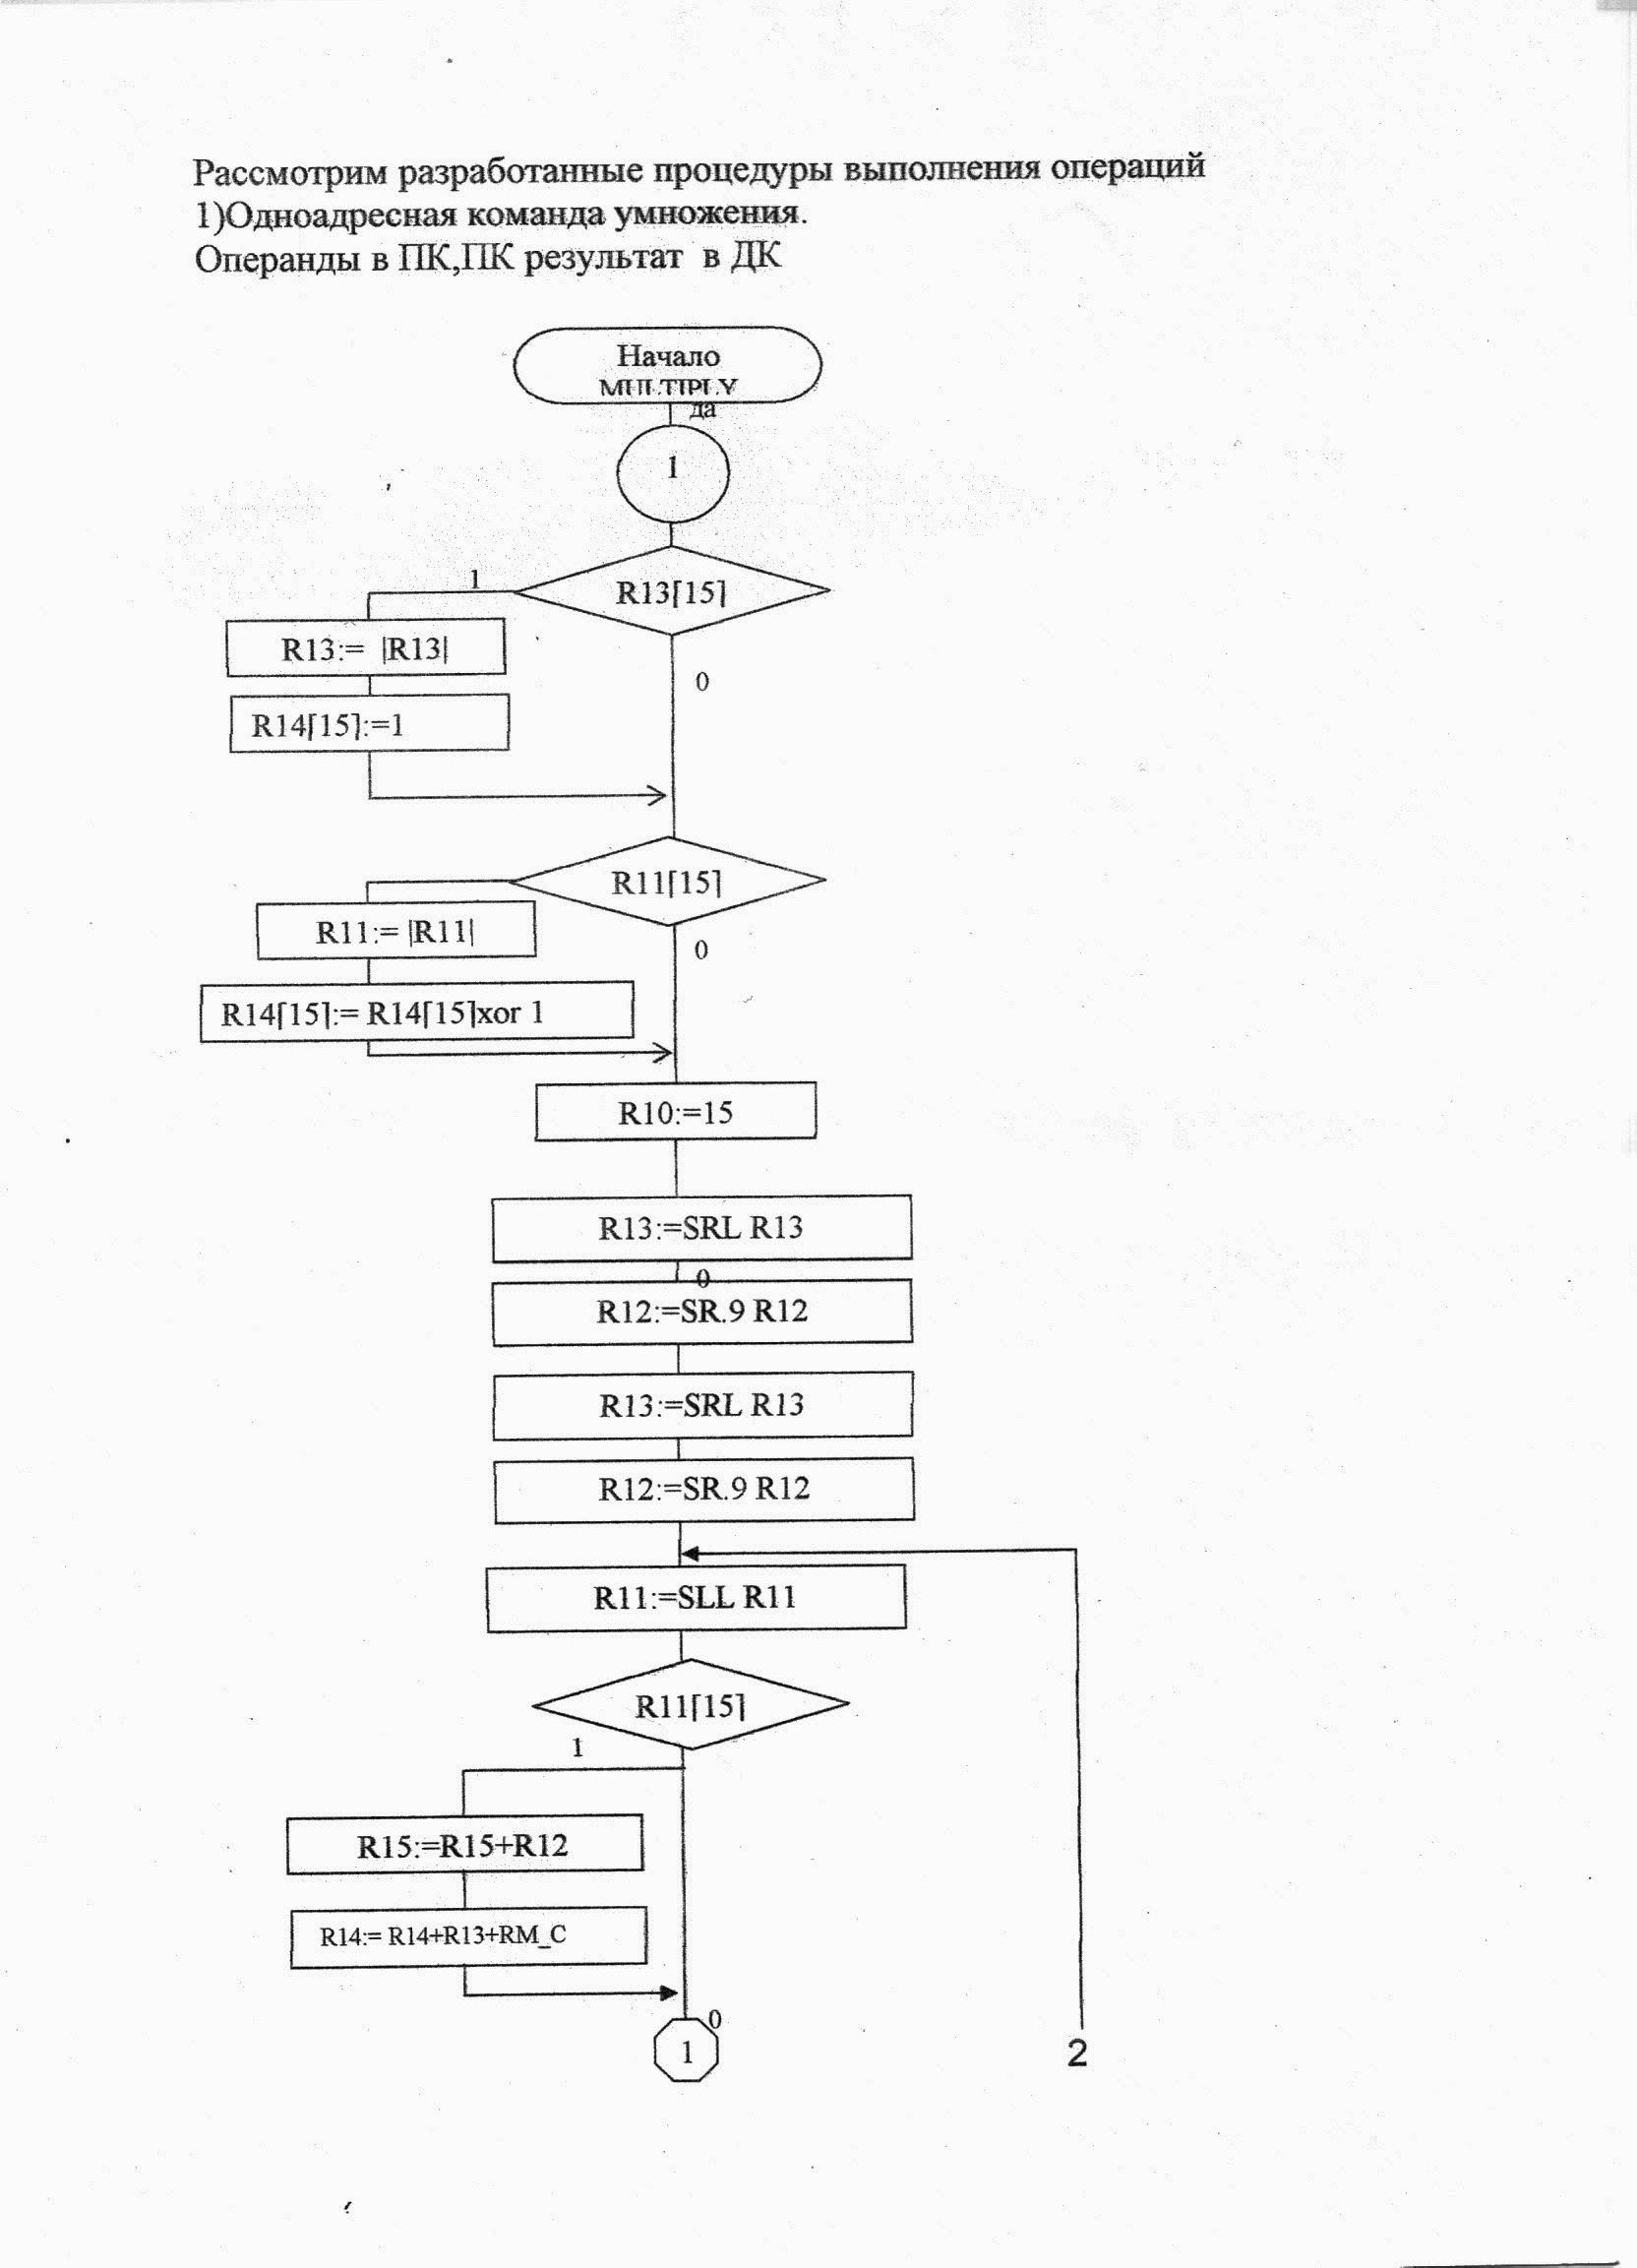 Рассмотрим разработанные процедуры выполнения операций
1)Одноадресная команда умножения.
Операнды в ПК,ПК результат в ДК
Начало
MULTIPLY
да
1
R13[15]
1
R13:= |R13|
0
R14[15]:=1
R11[15]
R11:= |R11|
0
R14[15]:= R14[15]xor 1
R10:=15
R13:=SRL R13
0
R12:=SR.9 R12
R13:=SRL R13
R12:=SR.9 R12
R11:=SLL R11
R11[15]
1
R15:=R15+R12
R14:= R14+R13+RM_C
0
1
2